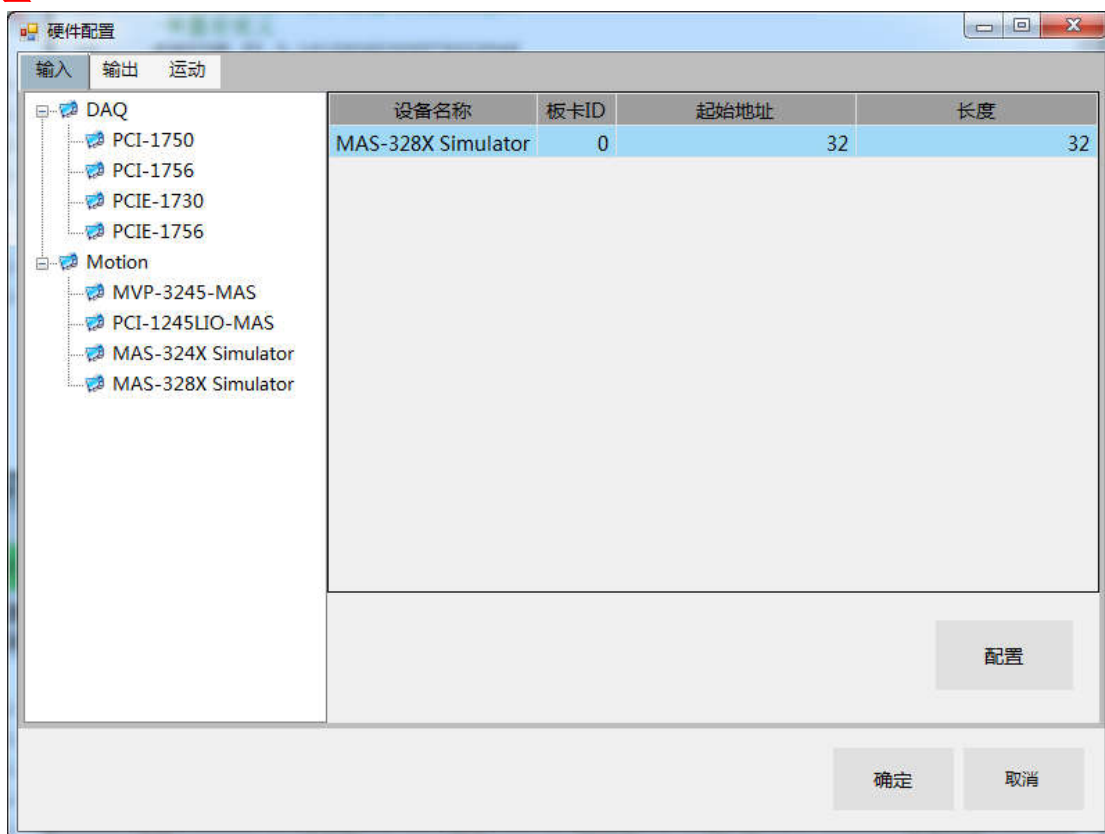 硬件配置
输入 输出 运动
DAQ
PCI-1750
PCI-1756
PCIE-1730
PCIE-1756
Motion
MVP-3245-MAS
PCI-1245LIO-MAS
MAS-324X Simulator
MAS-328X Simulator
设备名称 板卡ID 起始地址 长度
MAS-328X Simulator 0 32 32
配置
确定 取消